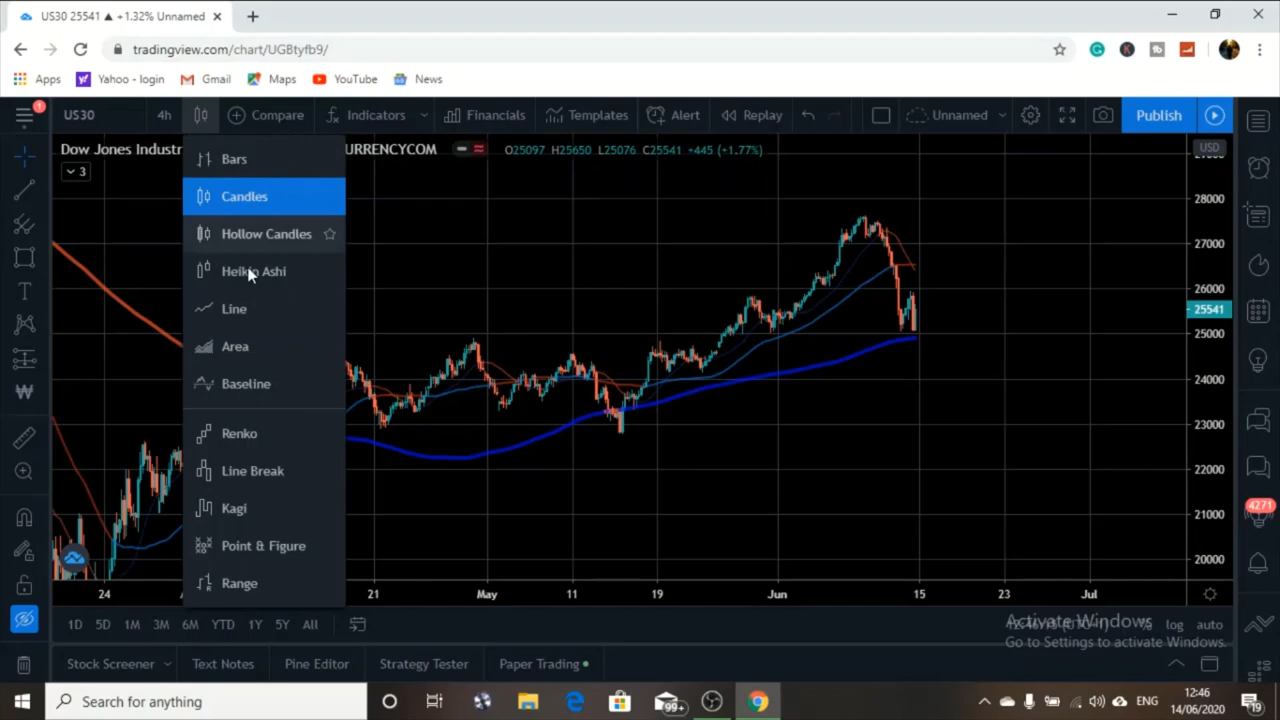 US30 25541 ▲ +1.32% Unnamed
tradingview.com/chart/UGBtyfb9/
Apps Yahoo - login Gmail Maps YouTube News
1
US30 4h Compare Indicators Financials Templates Alert Replay Unnamed Publish
Dow Jones Industr
URRENCYCOM O25097 H25650 L25076 C25541 +445 (+1.77%)
USD
3
Bars
Candles
Hollow Candles
Heikin Ashi
Line
Area
Baseline
Renko
Line Break
Kagi
Point & Figure
Range
28000
27000
26000
25541
25000
24000
23000
22000
21000
20000
4271
24 21 May 11 19 Jun 15 23 Jul
1D 5D 1M 3M 6M YTD 1Y 5Y All
log auto
Activate Windows
Go to Settings to activate Windows.
Stock Screener Text Notes Pine Editor Strategy Tester Paper Trading
Search for anything
99+
ENG
12:46
14/06/2020
19